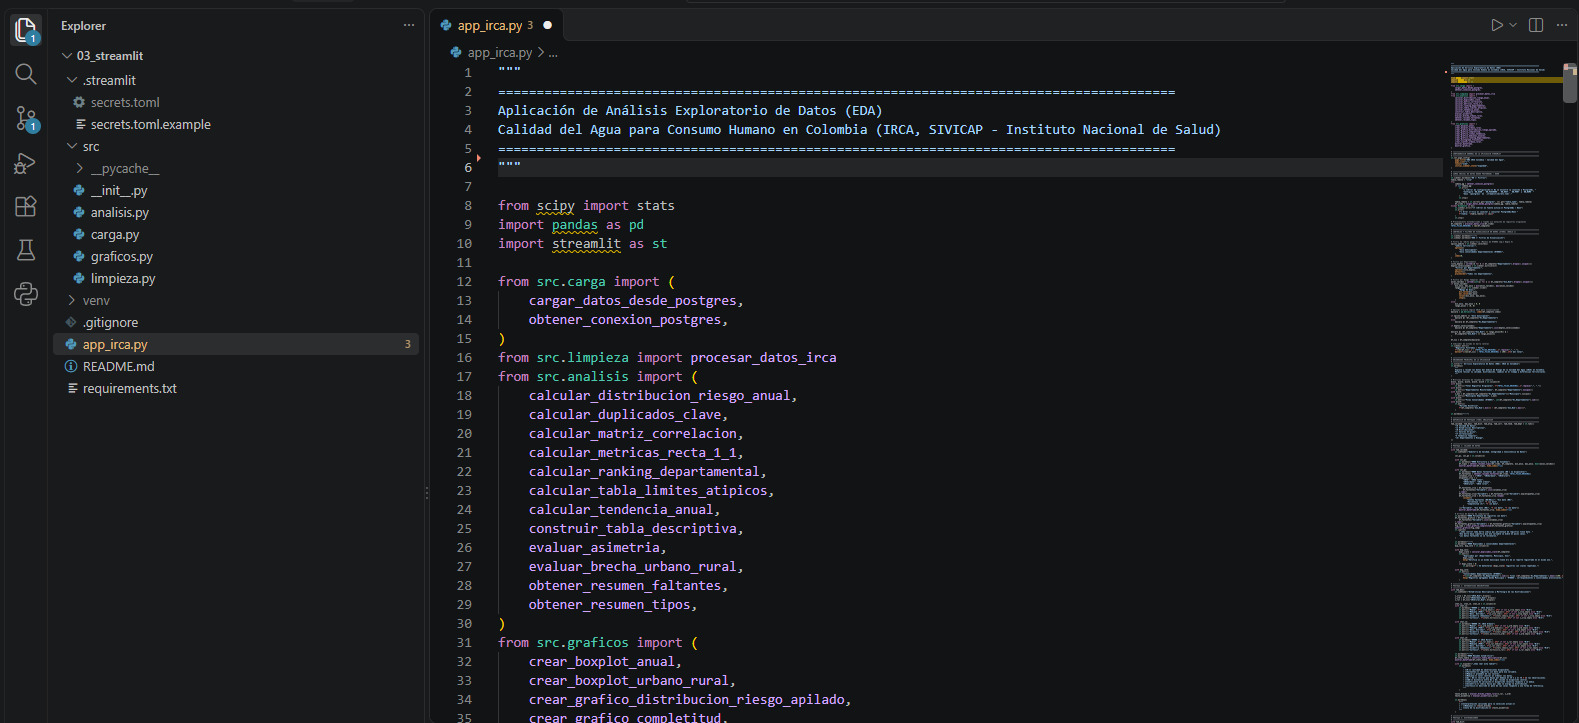 Explorer
1
03_streamlit
.streamlit
secrets.toml
secrets.toml.example
1
src
__pycache__
__init__.py
analisis.py
carga.py
graficos.py
limpieza.py
venv
.gitignore
app_irca.py 3
README.md
requirements.txt
app_irca.py 3
app_irca.py > ...
1 """
2 ========================================================================================
3 Aplicación de Análisis Exploratorio de Datos (EDA)
4 Calidad del Agua para Consumo Humano en Colombia (IRCA, SIVICAP - Instituto Nacional de Salud)
5 ========================================================================================
6 """
7
8 from scipy import stats
9 import pandas as pd
10 import streamlit as st
11
12 from src.carga import (
13 cargar_datos_desde_postgres,
14 obtener_conexion_postgres,
15 )
16 from src.limpieza import procesar_datos_irca
17 from src.analisis import (
18 calcular_distribucion_riesgo_anual,
19 calcular_duplicados_clave,
20 calcular_matriz_correlacion,
21 calcular_metricas_recta_1_1,
22 calcular_ranking_departamental,
23 calcular_tabla_limites_atipicos,
24 calcular_tendencia_anual,
25 construir_tabla_descriptiva,
26 evaluar_asimetria,
27 evaluar_brecha_urbano_rural,
28 obtener_resumen_faltantes,
29 obtener_resumen_tipos,
30 )
31 from src.graficos import (
32 crear_boxplot_anual,
33 crear_boxplot_urbano_rural,
34 crear_grafico_distribucion_riesgo_apilado,
35 crear_grafico_completitud,